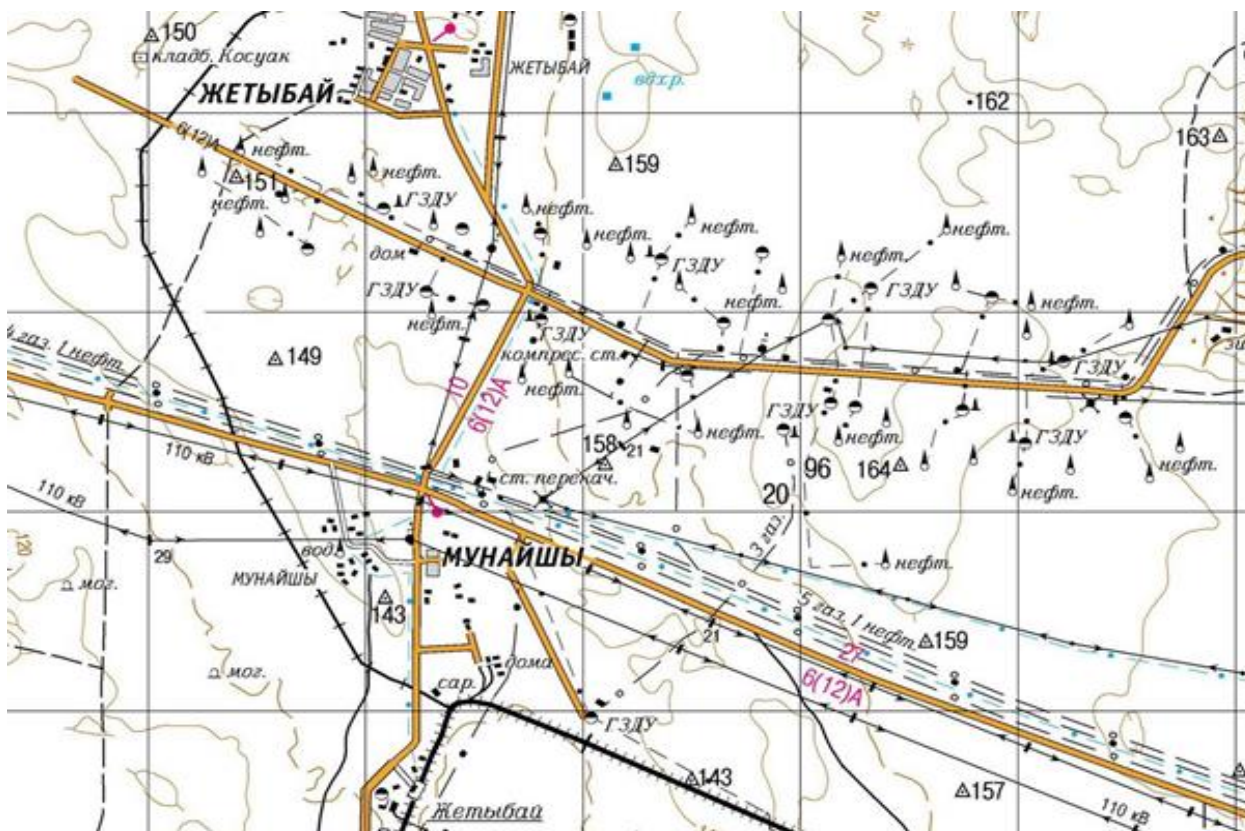 150
кладб. Косуак
ЖЕТЫБАЙ
ЖЕТЫБАЙ
вдхр.
162
163
6(12)А
нефт.
151
нефт.
нефт.
ГЗДУ
159
нефт.
нефт.
нефт.
дом
ГЗДУ
нефт.
ГЗДУ
нефт.
нефт.
ГЗДУ
нефт.
ГЗДУ
компрес. ст.
нефт.
4 газ. 1 нефт.
149
10
6(12)А
ГЗДУ
нефт.
ГЗДУ
нефт.
158
21
96
164
ГЗДУ
нефт.
нефт.
110 кВ
110 кВ
ст. перекач.
20
3 газ.
29
вод.
МУНАЙШЫ
МУНАЙШЫ
нефт.
120
мог.
143
5 газ, 1 нефт.
159
21
27
6(12)А
мог.
дома
сар.
ГЗДУ
143
157
110 кВ
Жетыбай